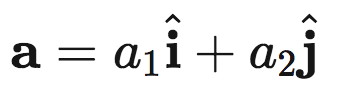 𝐚 = a₁𝐢̂ + a₂𝐣̂